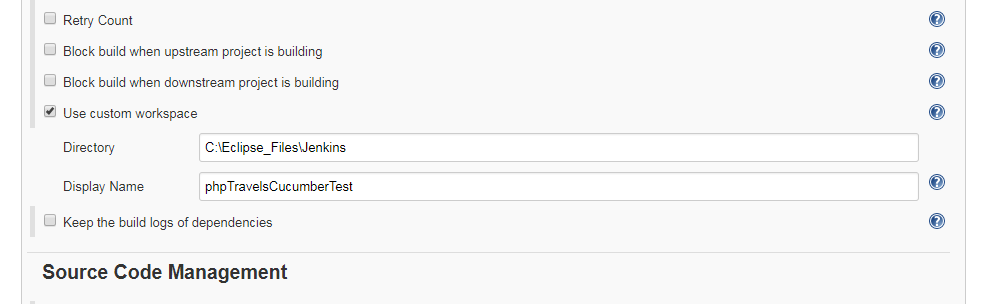 Retry Count
Block build when upstream project is building
Block build when downstream project is building
Use custom workspace
Directory C:\Eclipse_Files\Jenkins
Display Name phpTravelsCucumberTest
Keep the build logs of dependencies
Source Code Management